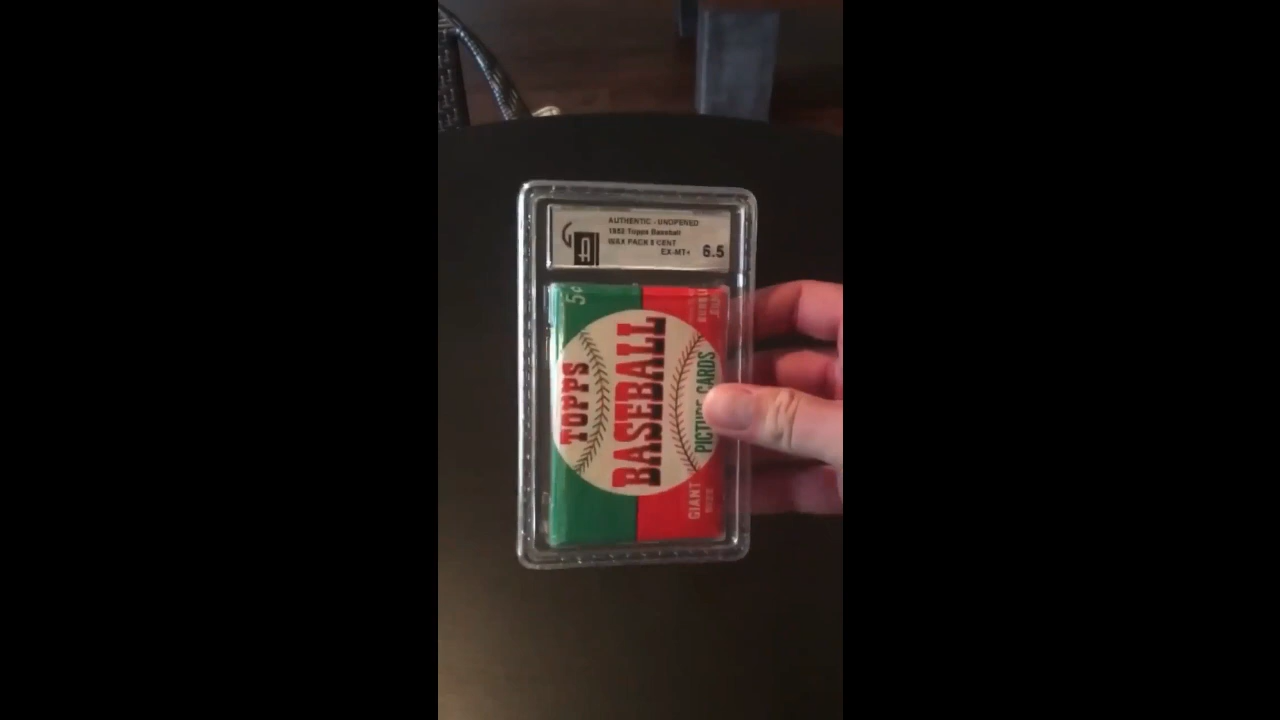 AUTHENTIC - UNOPENED
1952 Topps Baseball
WAX PACK 5 CENT
EX-MT+ 6.5
GAI
5¢
TOPPS
BASEBALL
PICTURE CARDS
GIANT